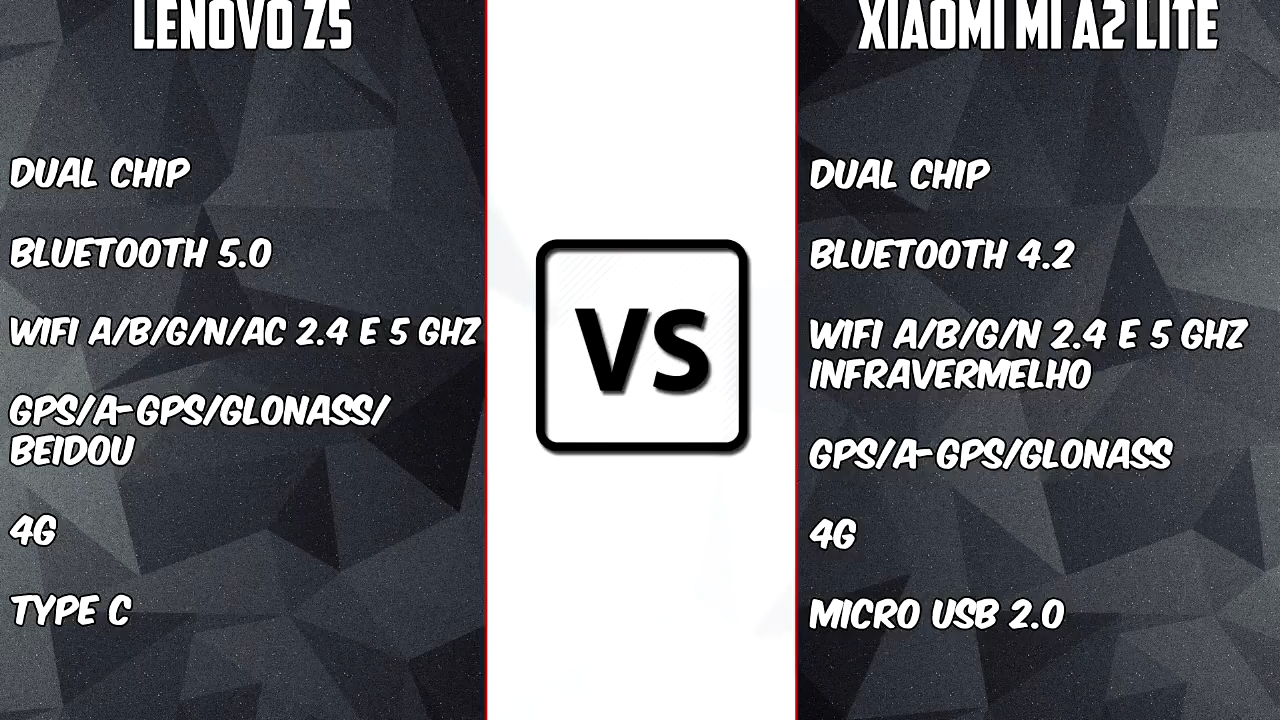 LENOVO Z5
DUAL CHIP
BLUETOOTH 5.0
WIFI A/B/G/N/AC 2.4 E 5 GHZ
GPS/A-GPS/GLONASS/
BEIDOU
4G
TYPE C
VS
XIAOMI MI A2 LITE
DUAL CHIP
BLUETOOTH 4.2
WIFI A/B/G/N 2.4 E 5 GHZ
INFRAVERMELHO
GPS/A-GPS/GLONASS
4G
MICRO USB 2.0